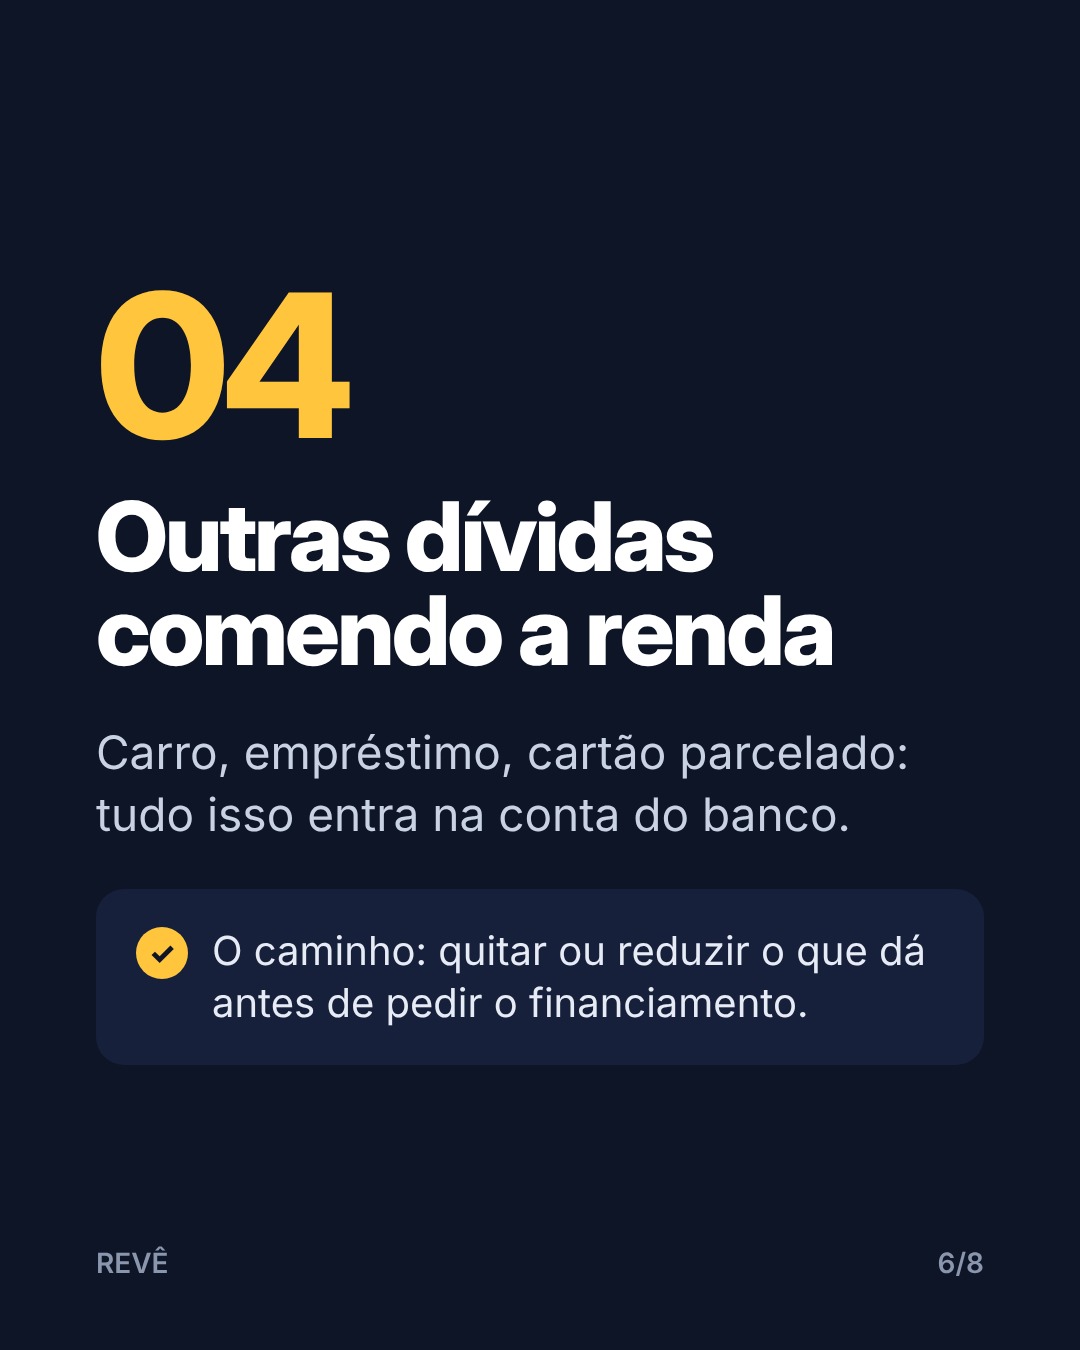 04
Outras dívidas
comendo a renda
Carro, empréstimo, cartão parcelado:
tudo isso entra na conta do banco.
O caminho: quitar ou reduzir o que dá
antes de pedir o financiamento.
REVÊ
6/8